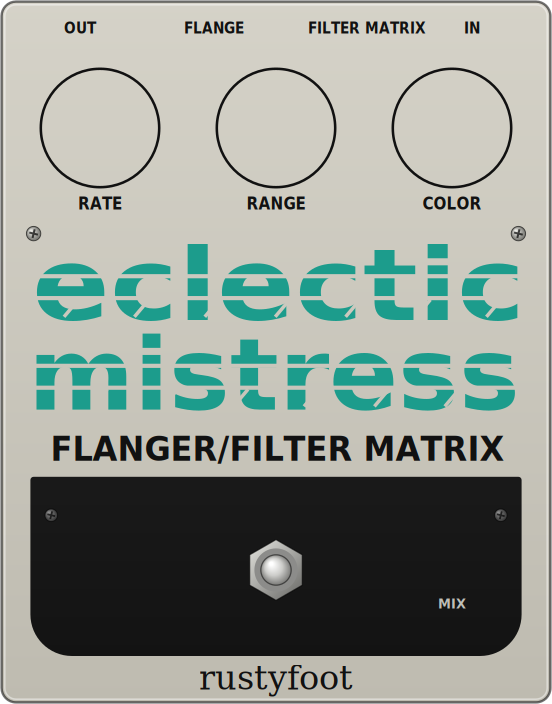 OUT FLANGE FILTER MATRIX IN
RATE RANGE COLOR
eclectic
mistress
FLANGER/FILTER MATRIX
MIX
rustyfoot